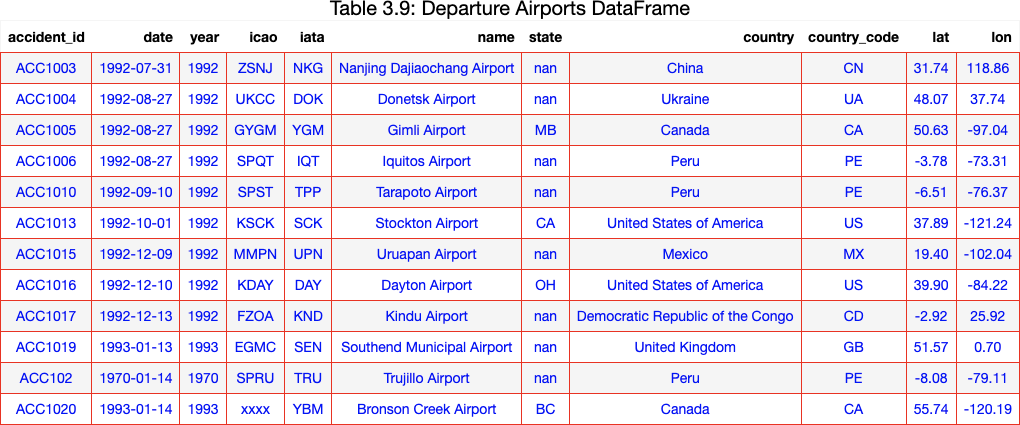 Table 3.9: Departure Airports DataFrame
accident_id date year icao iata name state country country_code lat lon
ACC1003 1992-07-31 1992 ZSNJ NKG Nanjing Dajiaochang Airport nan China CN 31.74 118.86
ACC1004 1992-08-27 1992 UKCC DOK Donetsk Airport nan Ukraine UA 48.07 37.74
ACC1005 1992-08-27 1992 GYGM YGM Gimli Airport MB Canada CA 50.63 -97.04
ACC1006 1992-08-27 1992 SPQT IQT Iquitos Airport nan Peru PE -3.78 -73.31
ACC1010 1992-09-10 1992 SPST TPP Tarapoto Airport nan Peru PE -6.51 -76.37
ACC1013 1992-10-01 1992 KSCK SCK Stockton Airport CA United States of America US 37.89 -121.24
ACC1015 1992-12-09 1992 MMPN UPN Uruapan Airport nan Mexico MX 19.40 -102.04
ACC1016 1992-12-10 1992 KDAY DAY Dayton Airport OH United States of America US 39.90 -84.22
ACC1017 1992-12-13 1992 FZOA KND Kindu Airport nan Democratic Republic of the Congo CD -2.92 25.92
ACC1019 1993-01-13 1993 EGMC SEN Southend Municipal Airport nan United Kingdom GB 51.57 0.70
ACC102 1970-01-14 1970 SPRU TRU Trujillo Airport nan Peru PE -8.08 -79.11
ACC1020 1993-01-14 1993 xxxx YBM Bronson Creek Airport BC Canada CA 55.74 -120.19